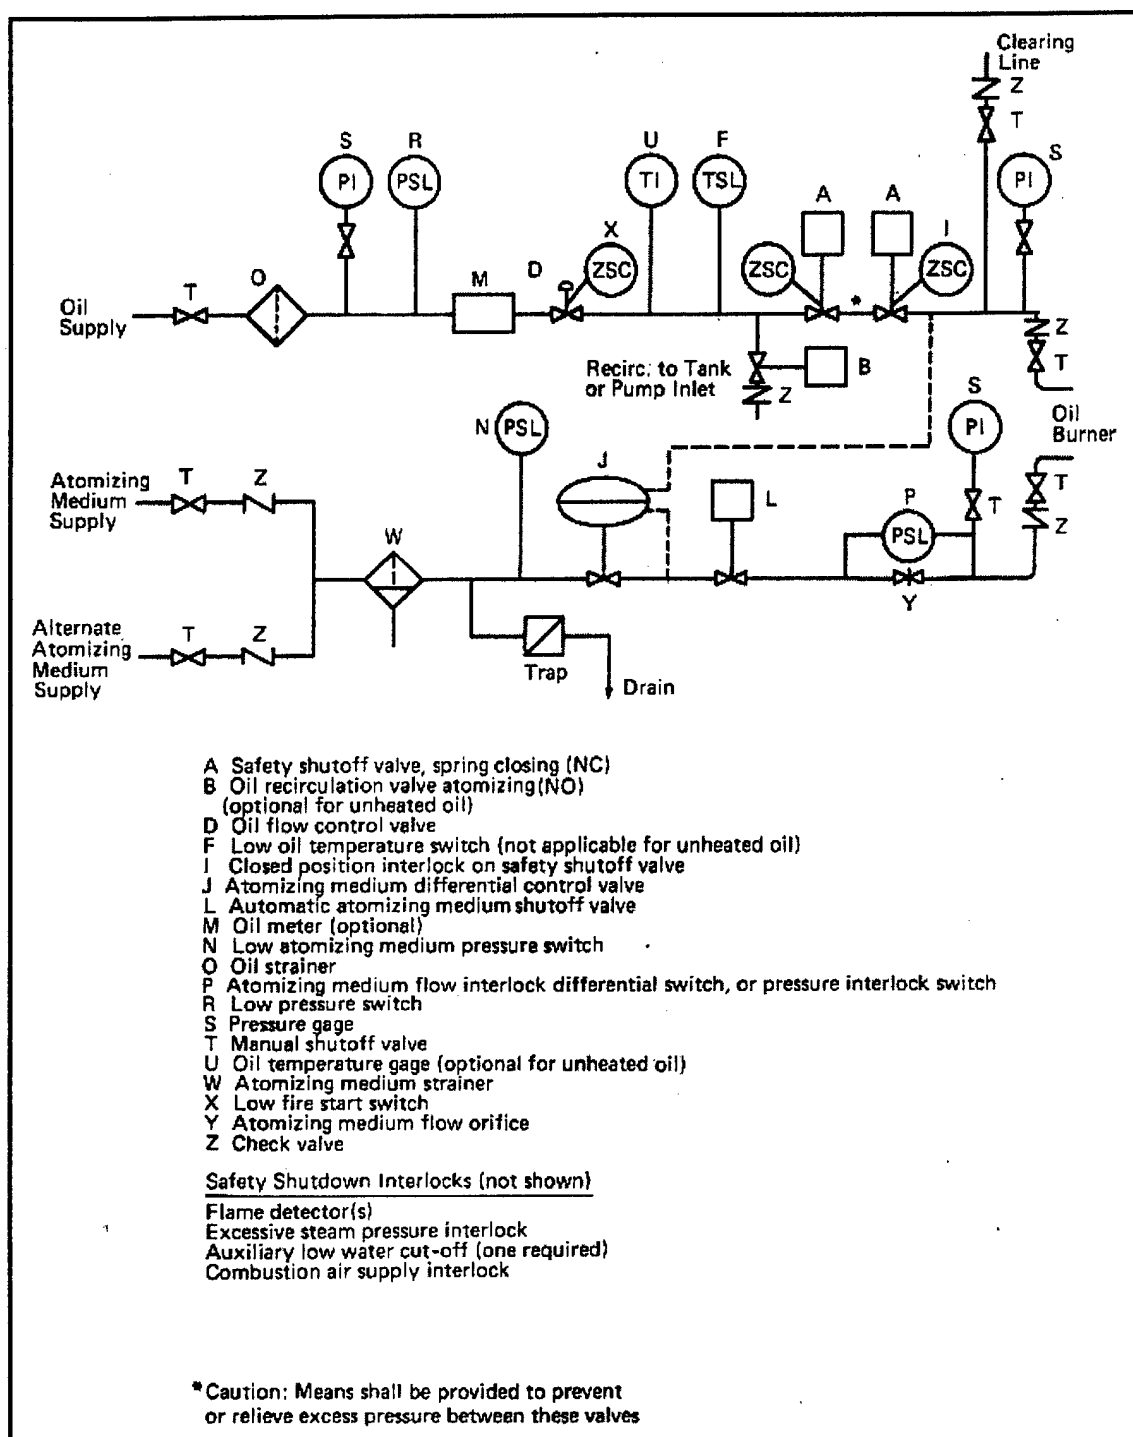 Clearing
Line
Z
T
S
PI
R
PSL
U
TI
F
TSL
S
PI
A
A
X
ZSC
I
ZSC
ZSC
D
M
O
T
*
Oil
Supply
Z
T
Recirc. to Tank
or Pump Inlet
B
Z
S
PI
Oil
Burner
N
PSL
J
L
P
PSL
T
T
Z
Atomizing
Medium
Supply
T
Z
W
Y
Alternate
Atomizing
Medium
Supply
T
Z
Trap
Drain
A Safety shutoff valve, spring closing (NC)
B Oil recirculation valve atomizing(NO)
(optional for unheated oil)
D Oil flow control valve
F Low oil temperature switch (not applicable for unheated oil)
I Closed position interlock on safety shutoff valve
J Atomizing medium differential control valve
L Automatic atomizing medium shutoff valve
M Oil meter (optional)
N Low atomizing medium pressure switch
O Oil strainer
P Atomizing medium flow interlock differential switch, or pressure interlock switch
R Low pressure switch
S Pressure gage
T Manual shutoff valve
U Oil temperature gage (optional for unheated oil)
W Atomizing medium strainer
X Low fire start switch
Y Atomizing medium flow orifice
Z Check valve
Safety Shutdown Interlocks (not shown)
Flame detector(s)
Excessive steam pressure interlock
Auxiliary low water cut-off (one required)
Combustion air supply interlock
*Caution: Means shall be provided to prevent
or relieve excess pressure between these valves